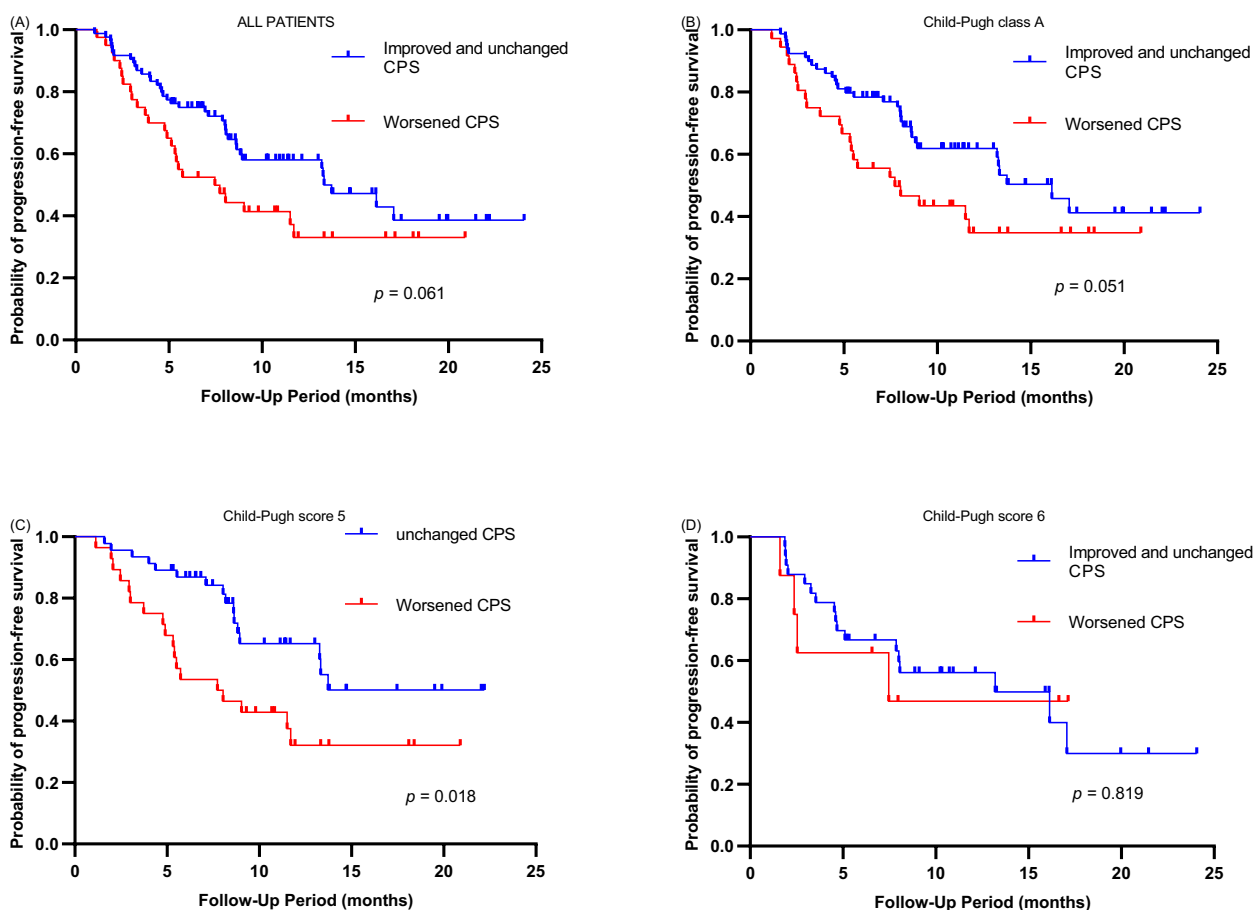 (A)
ALL PATIENTS
Improved and unchanged
CPS
Worsened CPS
Probability of progression-free survival
1.0
0.8
0.6
0.4
0.2
0.0
p = 0.061
0 5 10 15 20 25
Follow-Up Period (months)
(B)
Child-Pugh class A
Improved and unchanged
CPS
Worsened CPS
Probability of progression-free survival
1.0
0.8
0.6
0.4
0.2
0.0
p = 0.051
0 5 10 15 20 25
Follow-Up Period (months)
(C)
Child-Pugh score 5
unchanged CPS
Worsened CPS
Probability of progression-free survival
1.0
0.8
0.6
0.4
0.2
0.0
p = 0.018
0 5 10 15 20 25
Follow-Up Period (months)
(D)
Child-Pugh score 6
Improved and unchanged
CPS
Worsened CPS
Probability of progression-free survival
1.0
0.8
0.6
0.4
0.2
0.0
p = 0.819
0 5 10 15 20 25
Follow-Up Period (months)